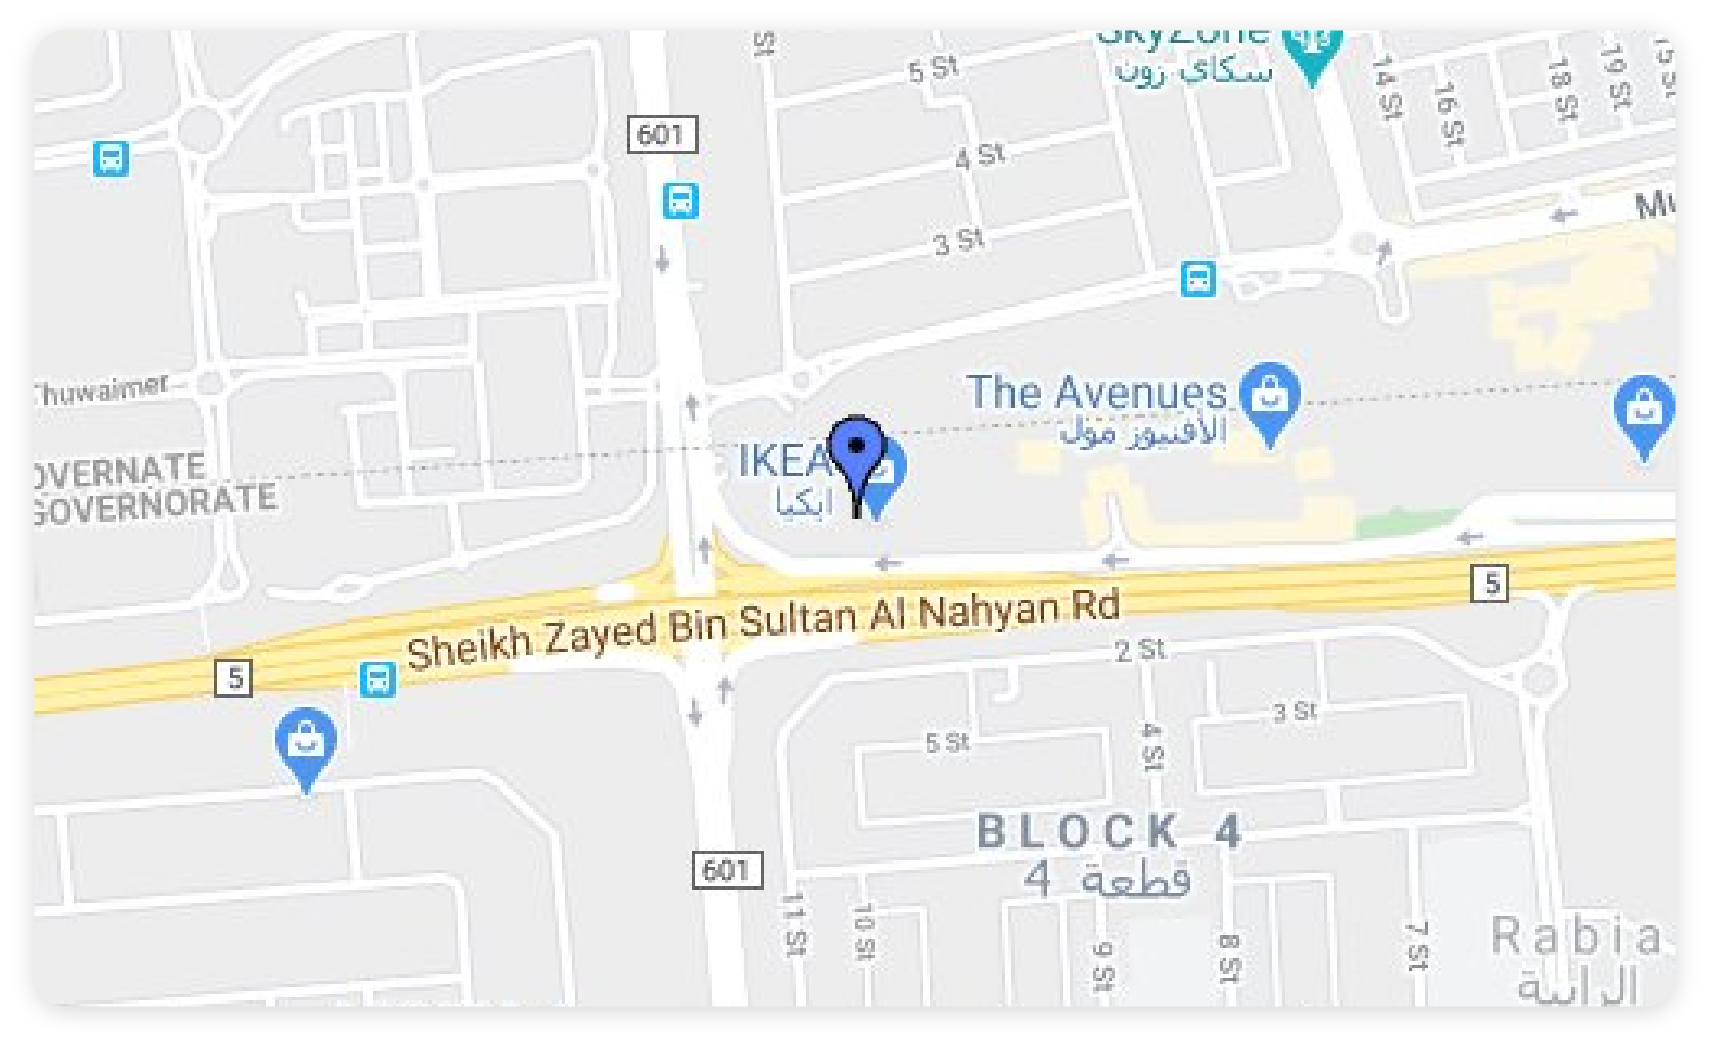 SkyZone
سكاي زون
St
5 St
14 St
16 St
18 St
19 St
15 St
601
4 St
3 St
Thuwaimer
The Avenues
الأفنيوز مول
IKEA
ايكيا
OVERNATE
GOVERNORATE
5
Sheikh Zayed Bin Sultan Al Nahyan Rd
5
2 St
3 St
5 St
4 St
BLOCK 4
قطعة 4
601
11 St
10 St
9 St
8 St
7 St
Rabia
الرابية